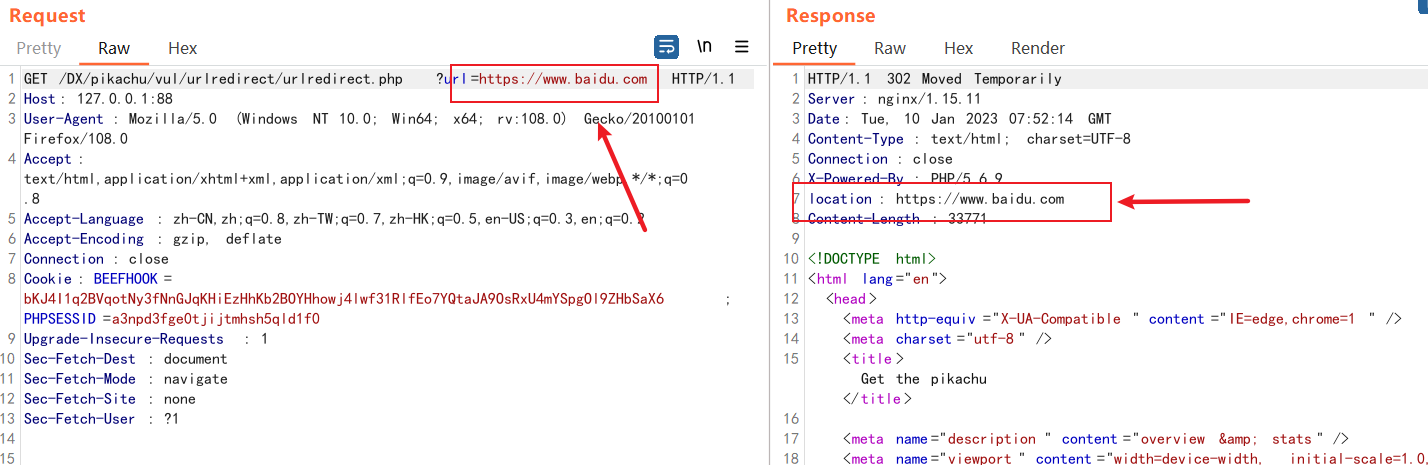 Request
Pretty Raw Hex \n
1 GET /DX/pikachu/vul/urlredirect/urlredirect.php ?url=https://www.baidu.com HTTP/1.1
2 Host: 127.0.0.1:88
3 User-Agent: Mozilla/5.0 (Windows NT 10.0; Win64; x64; rv:108.0) Gecko/20100101
Firefox/108.0
4 Accept:
text/html,application/xhtml+xml,application/xml;q=0.9,image/avif,image/webp,*/*;q=0
.8
5 Accept-Language: zh-CN,zh;q=0.8,zh-TW;q=0.7,zh-HK;q=0.5,en-US;q=0.3,en;q=0.2
6 Accept-Encoding: gzip, deflate
7 Connection: close
8 Cookie: BEEFHOOK=
bKJ4l1q2BVqotNy3fNnGJqKHiEzHhKb2BOYHhowj4lwf31RlfEo7YQtaJA9OsRxU4mYSpgOl9ZHbSaX6 ;
PHPSESSID=a3npd3fge0tjijtmhsh5qld1f0
9 Upgrade-Insecure-Requests: 1
10 Sec-Fetch-Dest: document
11 Sec-Fetch-Mode: navigate
12 Sec-Fetch-Site: none
13 Sec-Fetch-User: ?1
14
15
Response
Pretty Raw Hex Render
1 HTTP/1.1 302 Moved Temporarily
2 Server: nginx/1.15.11
3 Date: Tue, 10 Jan 2023 07:52:14 GMT
4 Content-Type: text/html; charset=UTF-8
5 Connection: close
6 X-Powered-By: PHP/5.6.9
7 location: https://www.baidu.com
8 Content-Length: 33771
9
10 <!DOCTYPE html>
11 <html lang="en">
12 <head>
13 <meta http-equiv="X-UA-Compatible" content="IE=edge,chrome=1" />
14 <meta charset="utf-8" />
15 <title>
Get the pikachu
</title>
16
17 <meta name="description" content="overview &amp; stats" />
18 <meta name="viewport" content="width=device-width, initial-scale=1.0,